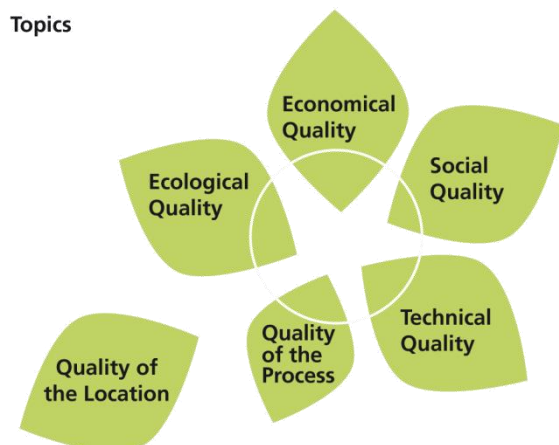 Topics
Economical
Quality
Social
Quality
Ecological
Quality
Technical
Quality
Quality
of the
Process
Quality of
the Location